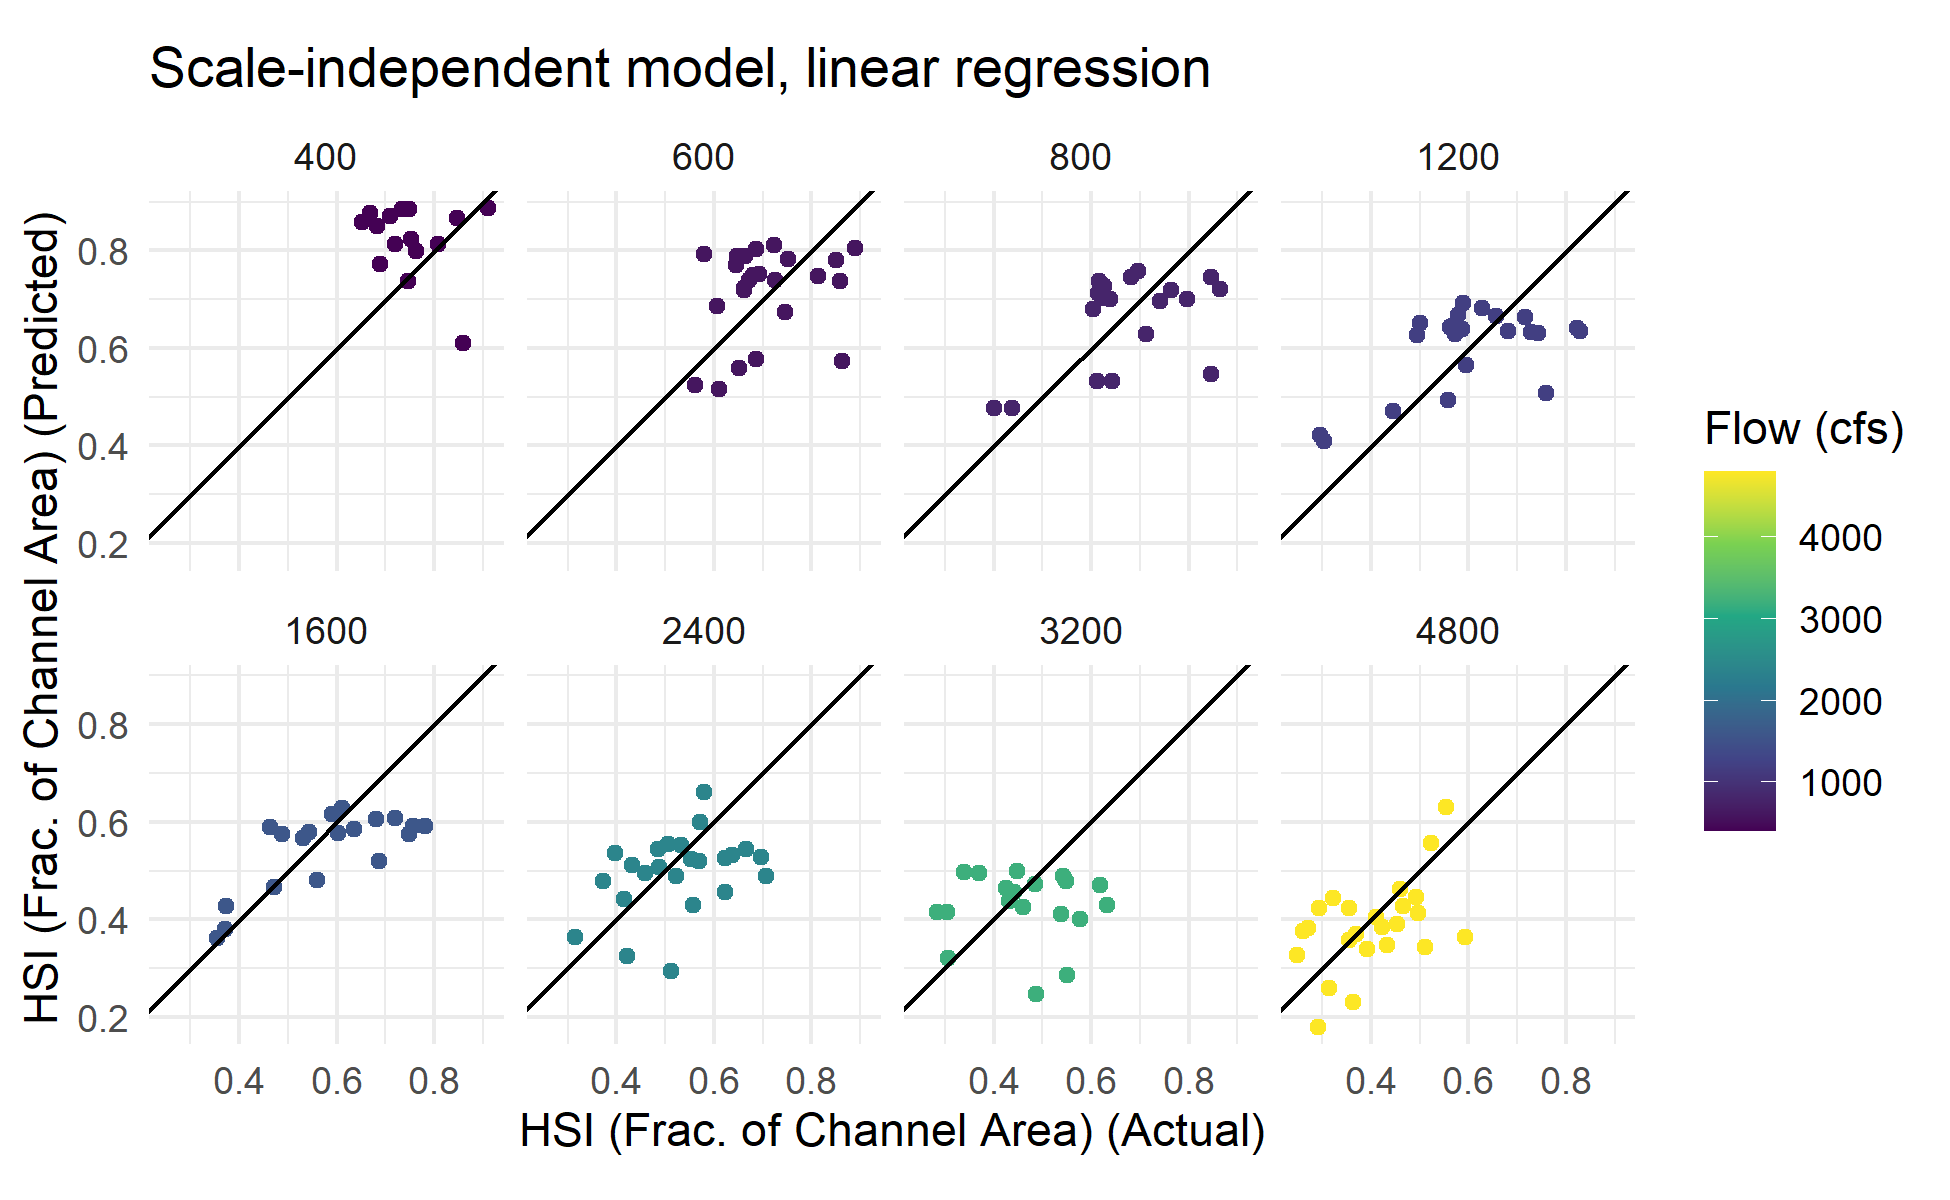 Scale-independent model, linear regression
400 600 800 1200
0.8
0.6
0.4
0.2
1600 2400 3200 4800
0.8
0.6
0.4
0.2
0.4 0.6 0.8 0.4 0.6 0.8 0.4 0.6 0.8 0.4 0.6 0.8
HSI (Frac. of Channel Area) (Actual)
HSI (Frac. of Channel Area) (Predicted)
Flow (cfs)
4000
3000
2000
1000